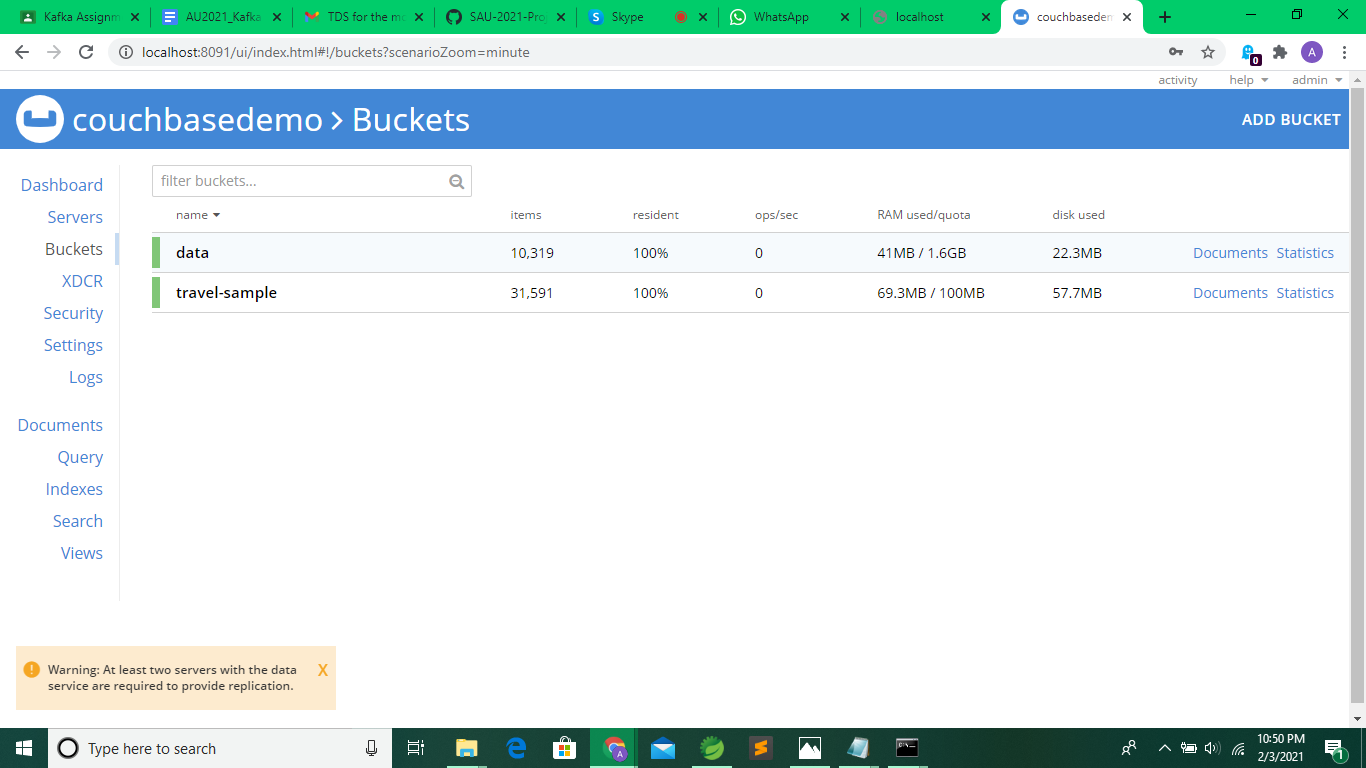 Kafka Assignm
AU2021_Kafka
TDS for the mo
SAU-2021-Proj
Skype
WhatsApp
localhost
couchbasedem
localhost:8091/ui/index.html#!/buckets?scenarioZoom=minute
0
A
activity
help
admin
couchbasedemo > Buckets
ADD BUCKET
Dashboard
Servers
Buckets
XDCR
Security
Settings
Logs
Documents
Query
Indexes
Search
Views
filter buckets...
name items resident ops/sec RAM used/quota disk used
data 10,319 100% 0 41MB / 1.6GB 22.3MB Documents Statistics
travel-sample 31,591 100% 0 69.3MB / 100MB 57.7MB Documents Statistics
Warning: At least two servers with the data X
service are required to provide replication.
Type here to search
10:50 PM
2/3/2021
1